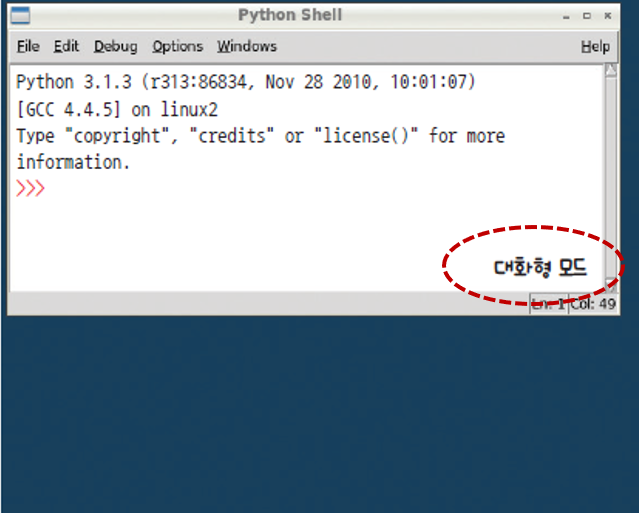 Python Shell
File Edit Debug Options Windows Help
Python 3.1.3 (r313:86834, Nov 28 2010, 10:01:07)
[GCC 4.4.5] on linux2
Type "copyright", "credits" or "license()" for more
information.
>>>
대화형 모드
Ln: 1 Col: 49